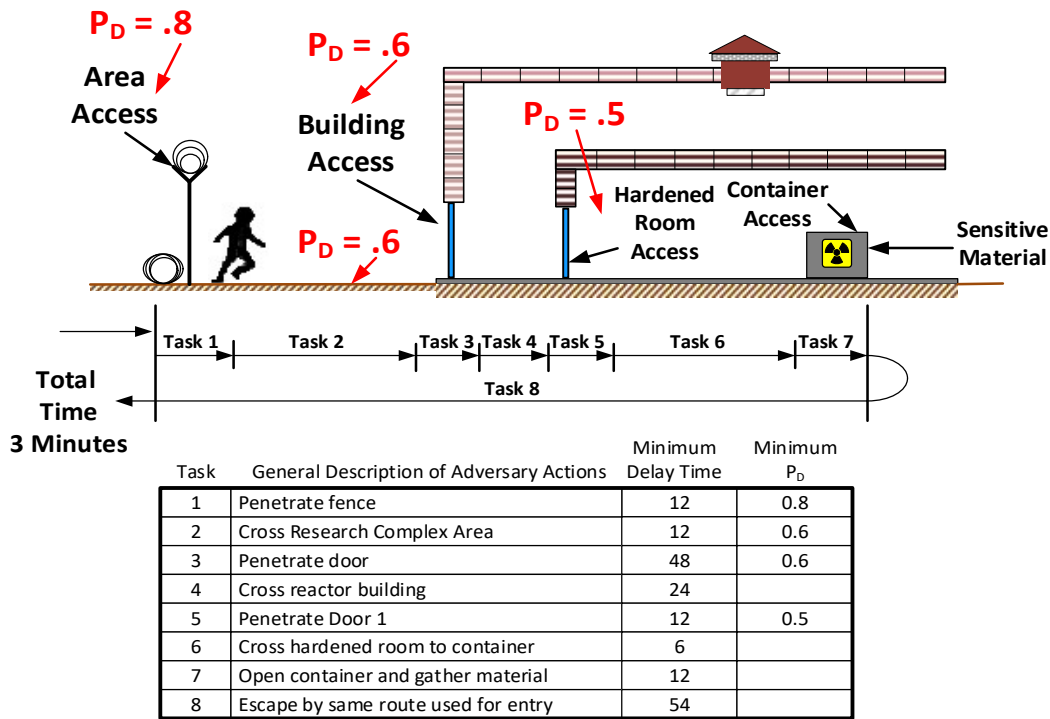 P_D = .8
Area
Access
P_D = .6
Building
Access
P_D = .5
P_D = .6
Hardened
Room
Access
Container
Access
Sensitive
Material
Task 1
Task 2
Task 3
Task 4
Task 5
Task 6
Task 7
Task 8
Total
Time
3 Minutes
Task General Description of Adversary Actions Minimum Delay Time Minimum P_D
1 Penetrate fence 12 0.8
2 Cross Research Complex Area 12 0.6
3 Penetrate door 48 0.6
4 Cross reactor building 24
5 Penetrate Door 1 12 0.5
6 Cross hardened room to container 6
7 Open container and gather material 12
8 Escape by same route used for entry 54